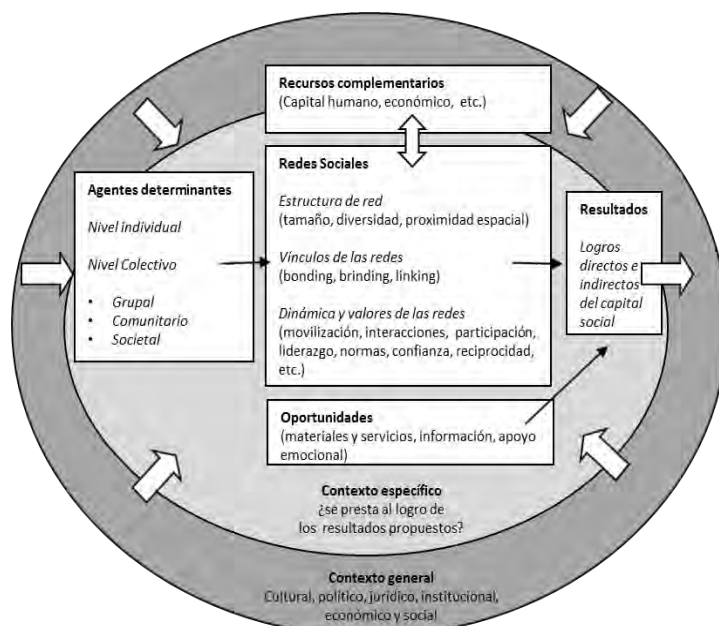 Recursos complementarios
(Capital humano, económico, etc.)
Agentes determinantes
Nivel individual
Nivel Colectivo
• Grupal
• Comunitario
• Societal
Redes Sociales
Estructura de red
(tamaño, diversidad, proximidad espacial)
Vínculos de las redes
(bonding, brinding, linking)
Dinámica y valores de las redes
(movilización, interacciones, participación,
liderazgo, normas, confianza, reciprocidad,
etc.)
Resultados
Logros
directos e
indirectos
del capital
social
Oportunidades
(materiales y servicios, información, apoyo
emocional)
Contexto específico
¿se presta al logro de
los resultados propuestos?
Contexto general
Cultural, político, jurídico, institucional,
económico y social